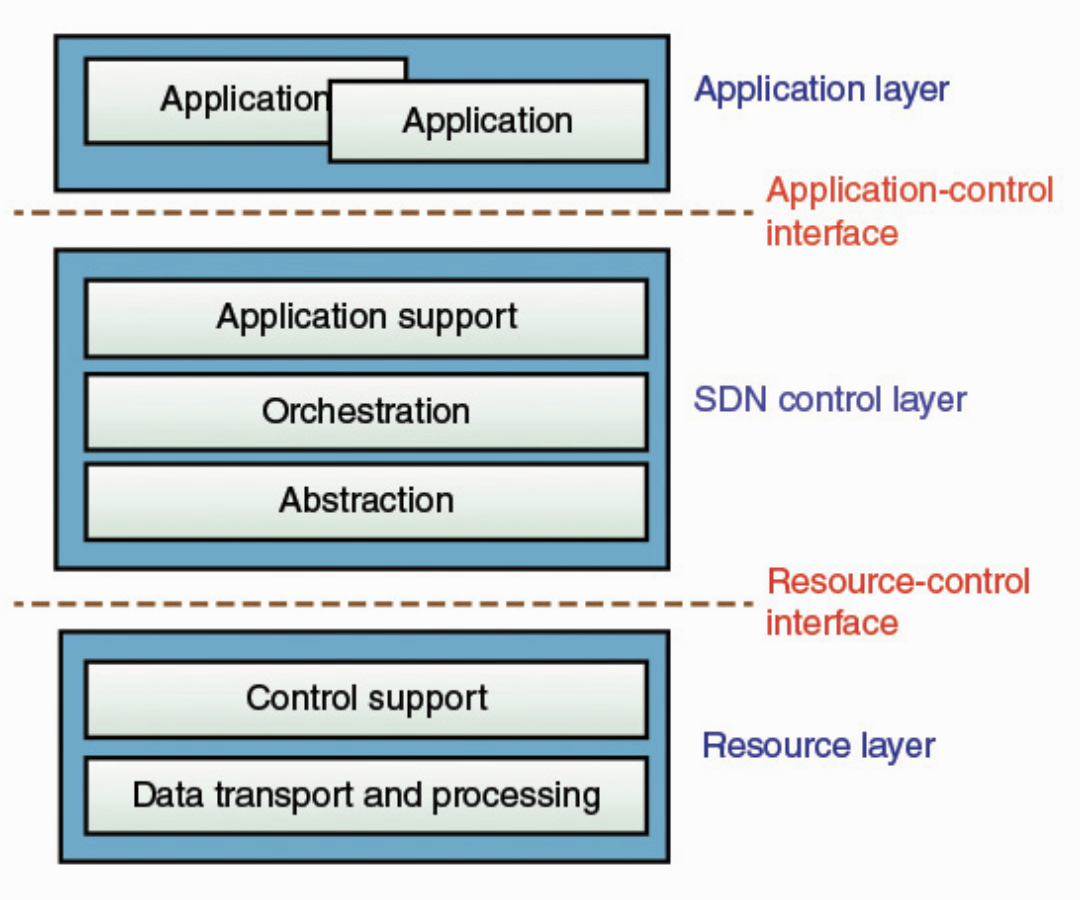 Application
Application
Application layer
Application-control
interface
Application support
Orchestration
SDN control layer
Abstraction
Resource-control
interface
Control support
Resource layer
Data transport and processing